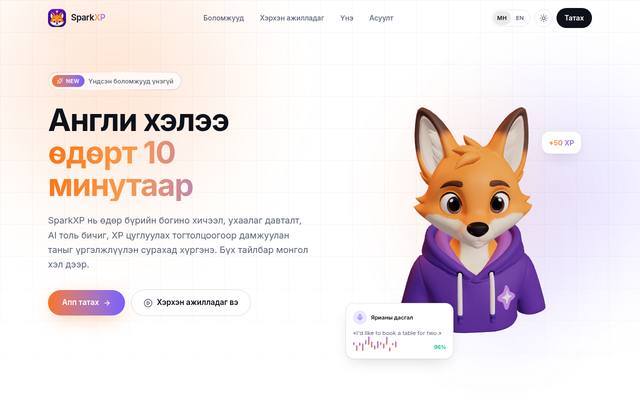 SparkXP
Боломжууд
Хэрхэн ажилладаг
Үнэ
Асуулт
МН
EN
Татах
NEW
Үндсэн боломжууд үнэгүй
Англи хэлээ
өдөрт 10
минутаар
SparkXP нь өдөр бүрийн богино хичээл, ухаалаг давталт,
AI толь бичиг, XP цуглуулах тогтолцоогоор дамжуулан
таныг үргэлжлүүлэн сурахад хүргэнэ. Бүх тайлбар монгол
хэл дээр.
Апп татах →
Хэрхэн ажилладаг вэ
+50 XP
Ярианы дасгал
«I'd like to book a table for two.»
96%